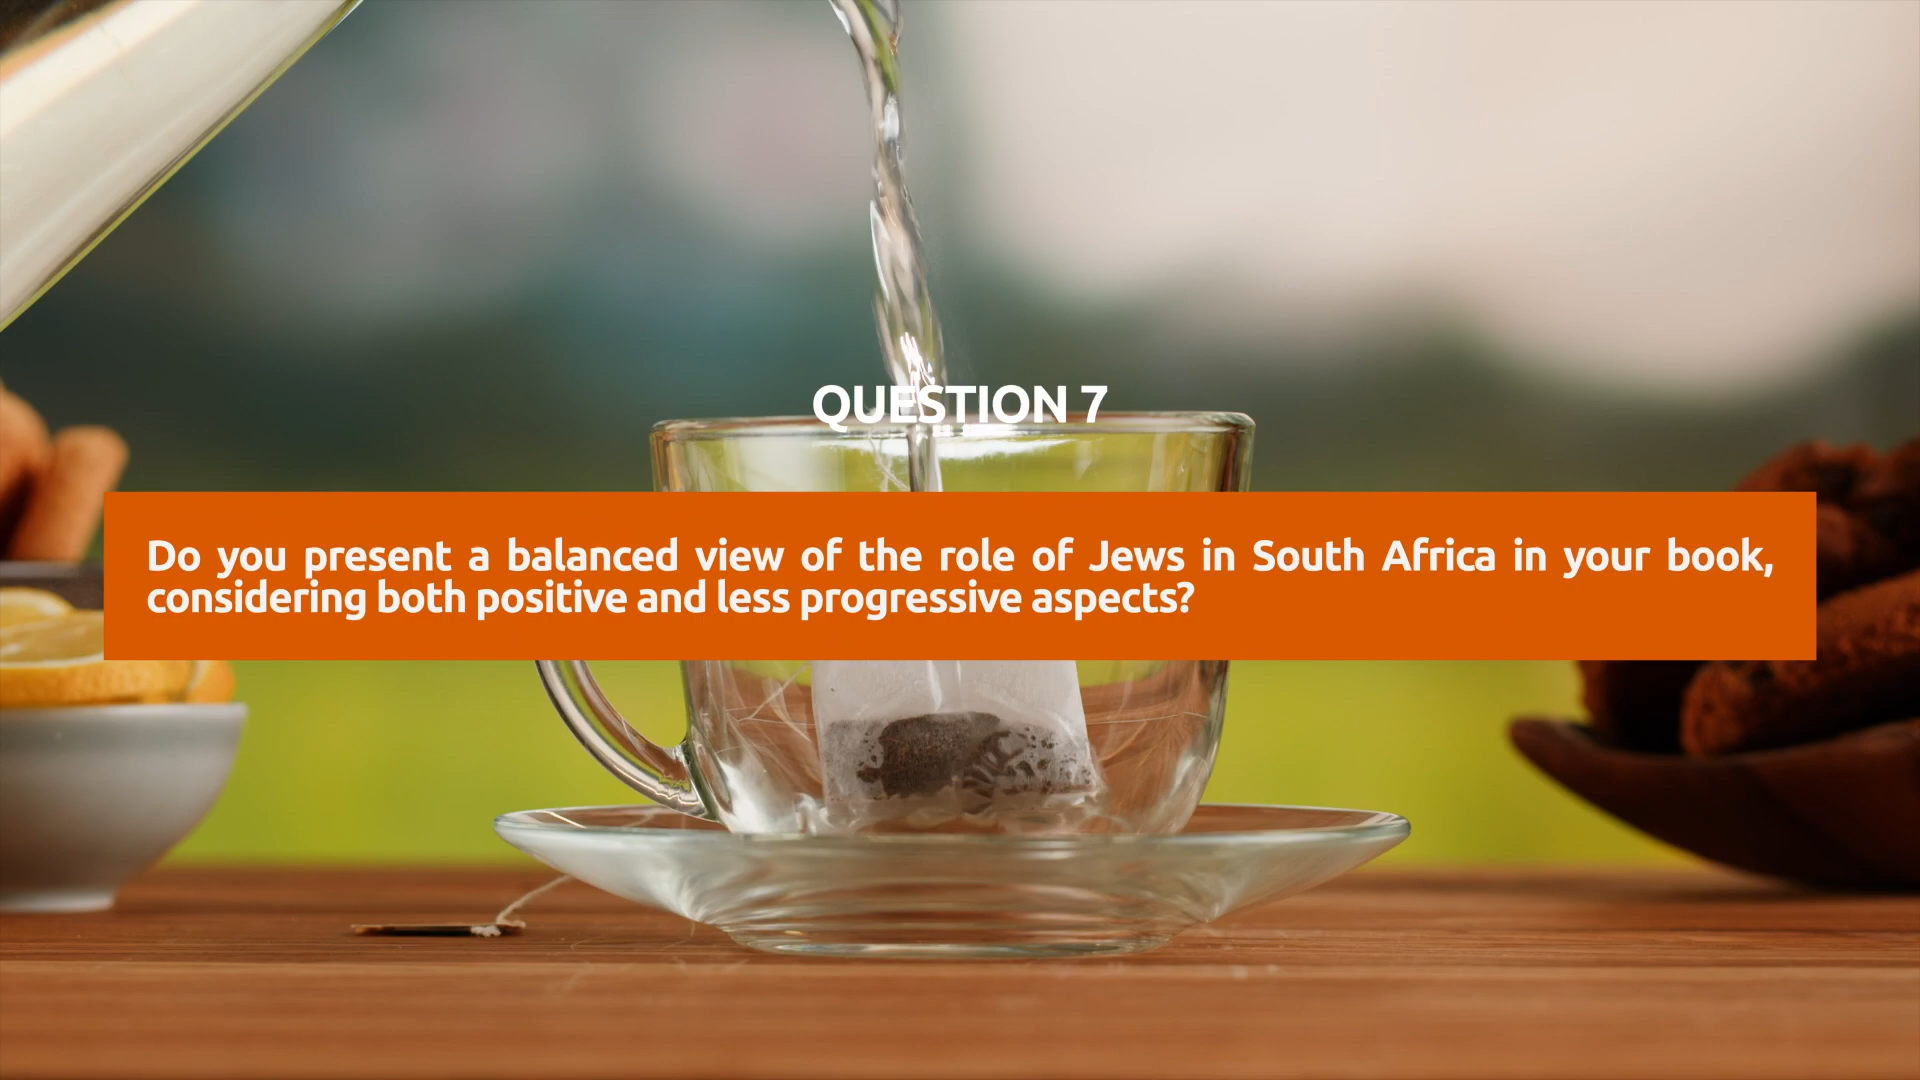 QUESTION 7
Do you present a balanced view of the role of Jews in South Africa in your book,
considering both positive and less progressive aspects?